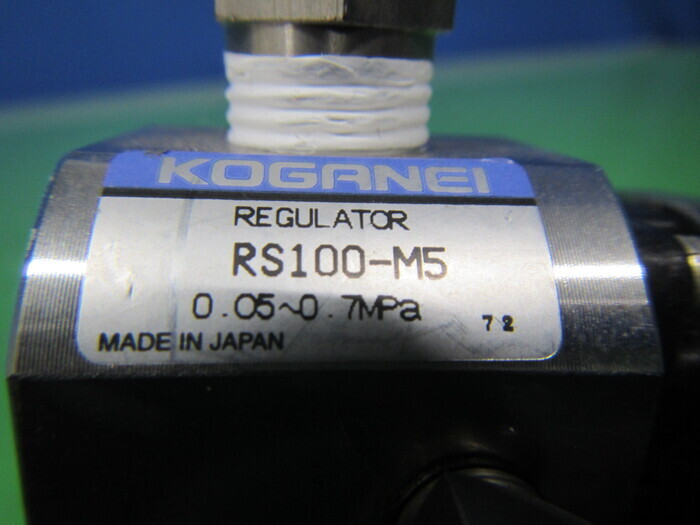 KOGANEI
REGULATOR
RS100-M5
0.05~0.7MPa
72
MADE IN JAPAN